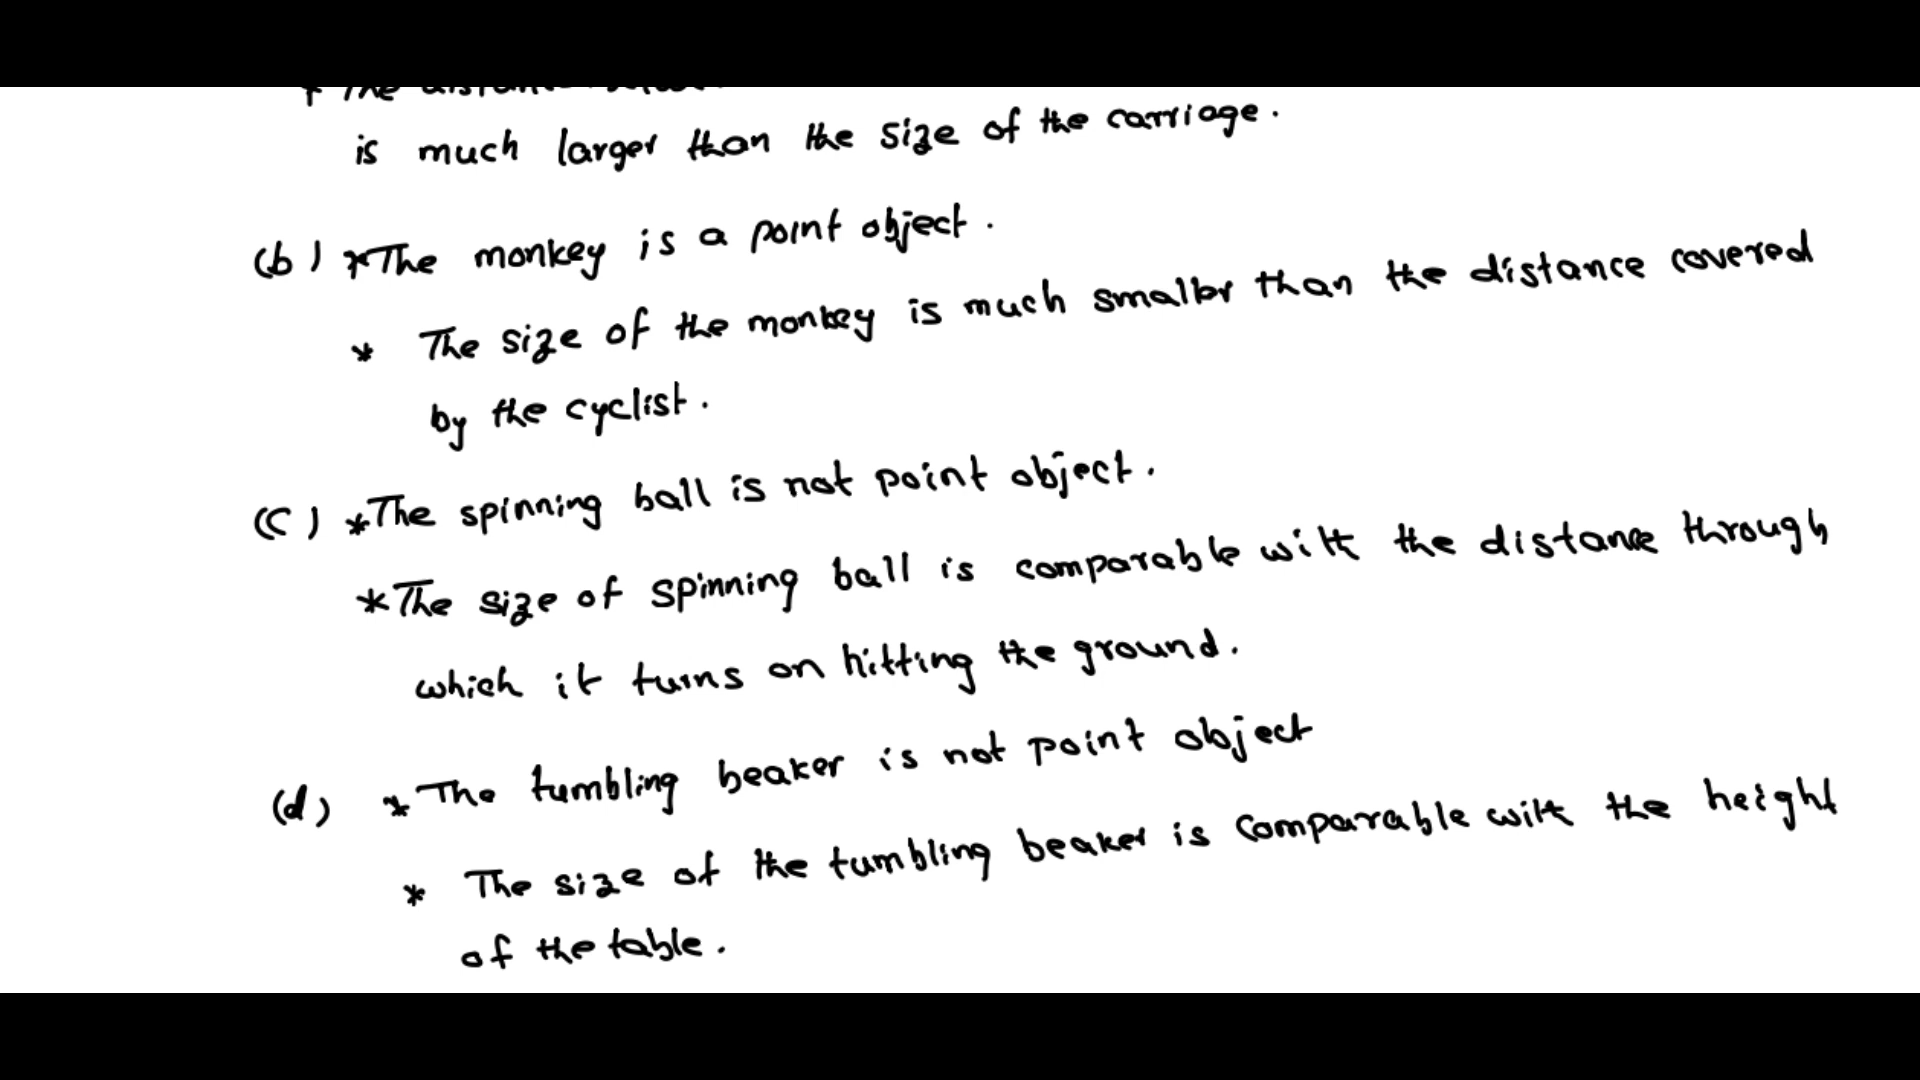 * The distance
is much larger than the size of the carriage.
(b) *The monkey is a point object.
* The size of the monkey is much smaller than the distance covered
by the cyclist.
(c) *The spinning ball is not point object.
*The size of spinning ball is comparable with the distance through
which it turns on hitting the ground.
(d) *The tumbling beaker is not point object
* The size of the tumbling beaker is comparable with the height
of the table.